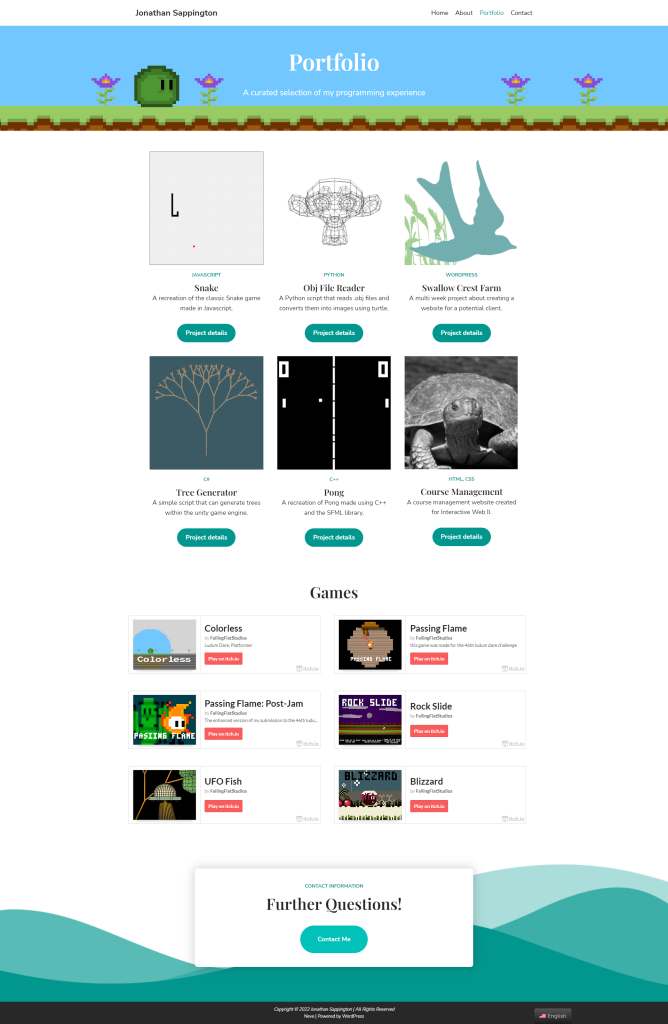 Jonathan Sappington
Home About Portfolio Contact
Portfolio
A curated selection of my programming experience
JAVASCRIPT
Snake
A recreation of the classic Snake game
made in Javascript.
Project details
PYTHON
Obj File Reader
A Python script that reads .obj files and
converts them into images using turtle.
Project details
WORDPRESS
Swallow Crest Farm
A multi week project about creating a
website for a potential client.
Project details
C#
Tree Generator
A simple script that can generate trees
within the unity game engine.
Project details
C++
Pong
A recreation of Pong made using C++
and the SFML library.
Project details
HTML, CSS
Course Management
A course management website created
for Interactive Web II.
Project details
Games
Colorless
Colorless
by FallingFlatStudios
Ludum Dare, Platformer
Play on itch.io
itch.io
PASSING FLAME
Passing Flame
by FallingFlatStudios
this game was made for the 46th ludum dare challenge
Play on itch.io
itch.io
PASSING FLAME
Passing Flame: Post-Jam
by FallingFlatStudios
The enhanced version of my submission to the 46th ludu...
Play on itch.io
itch.io
ROCK SLIDE
Rock Slide
by FallingFlatStudios
Play on itch.io
itch.io
UFO Fish
by FallingFlatStudios
Play on itch.io
itch.io
BLIZZARD
Blizzard
by FallingFlatStudios
Play on itch.io
itch.io
CONTACT INFORMATION
Further Questions!
Contact Me
Copyright © 2022 Jonathan Sappington | All Rights Reserved
Neve | Powered by WordPress
English